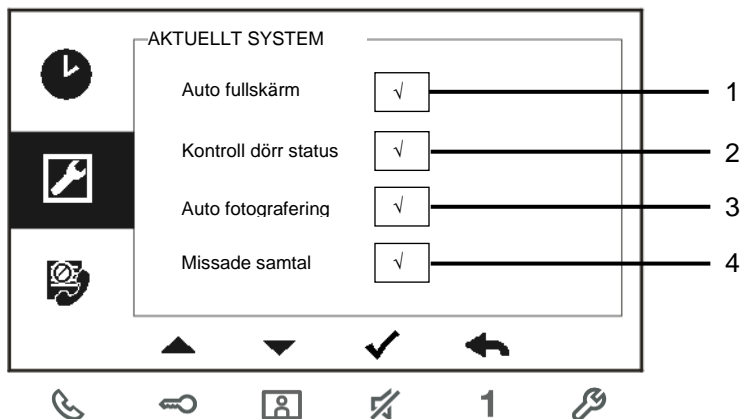 AKTUELLT SYSTEM
Auto fullskärm √ 1
Kontroll dörr status √ 2
Auto fotografering √ 3
Missade samtal √ 4
1